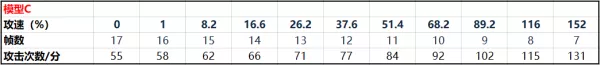 模型C
攻速（%） 0 1 8.2 16.6 26.2 37.6 51.4 68.2 89.2 116 152
帧数 17 16 15 14 13 12 11 10 9 8 7
攻击次数/分 55 58 62 66 71 77 84 92 102 115 131